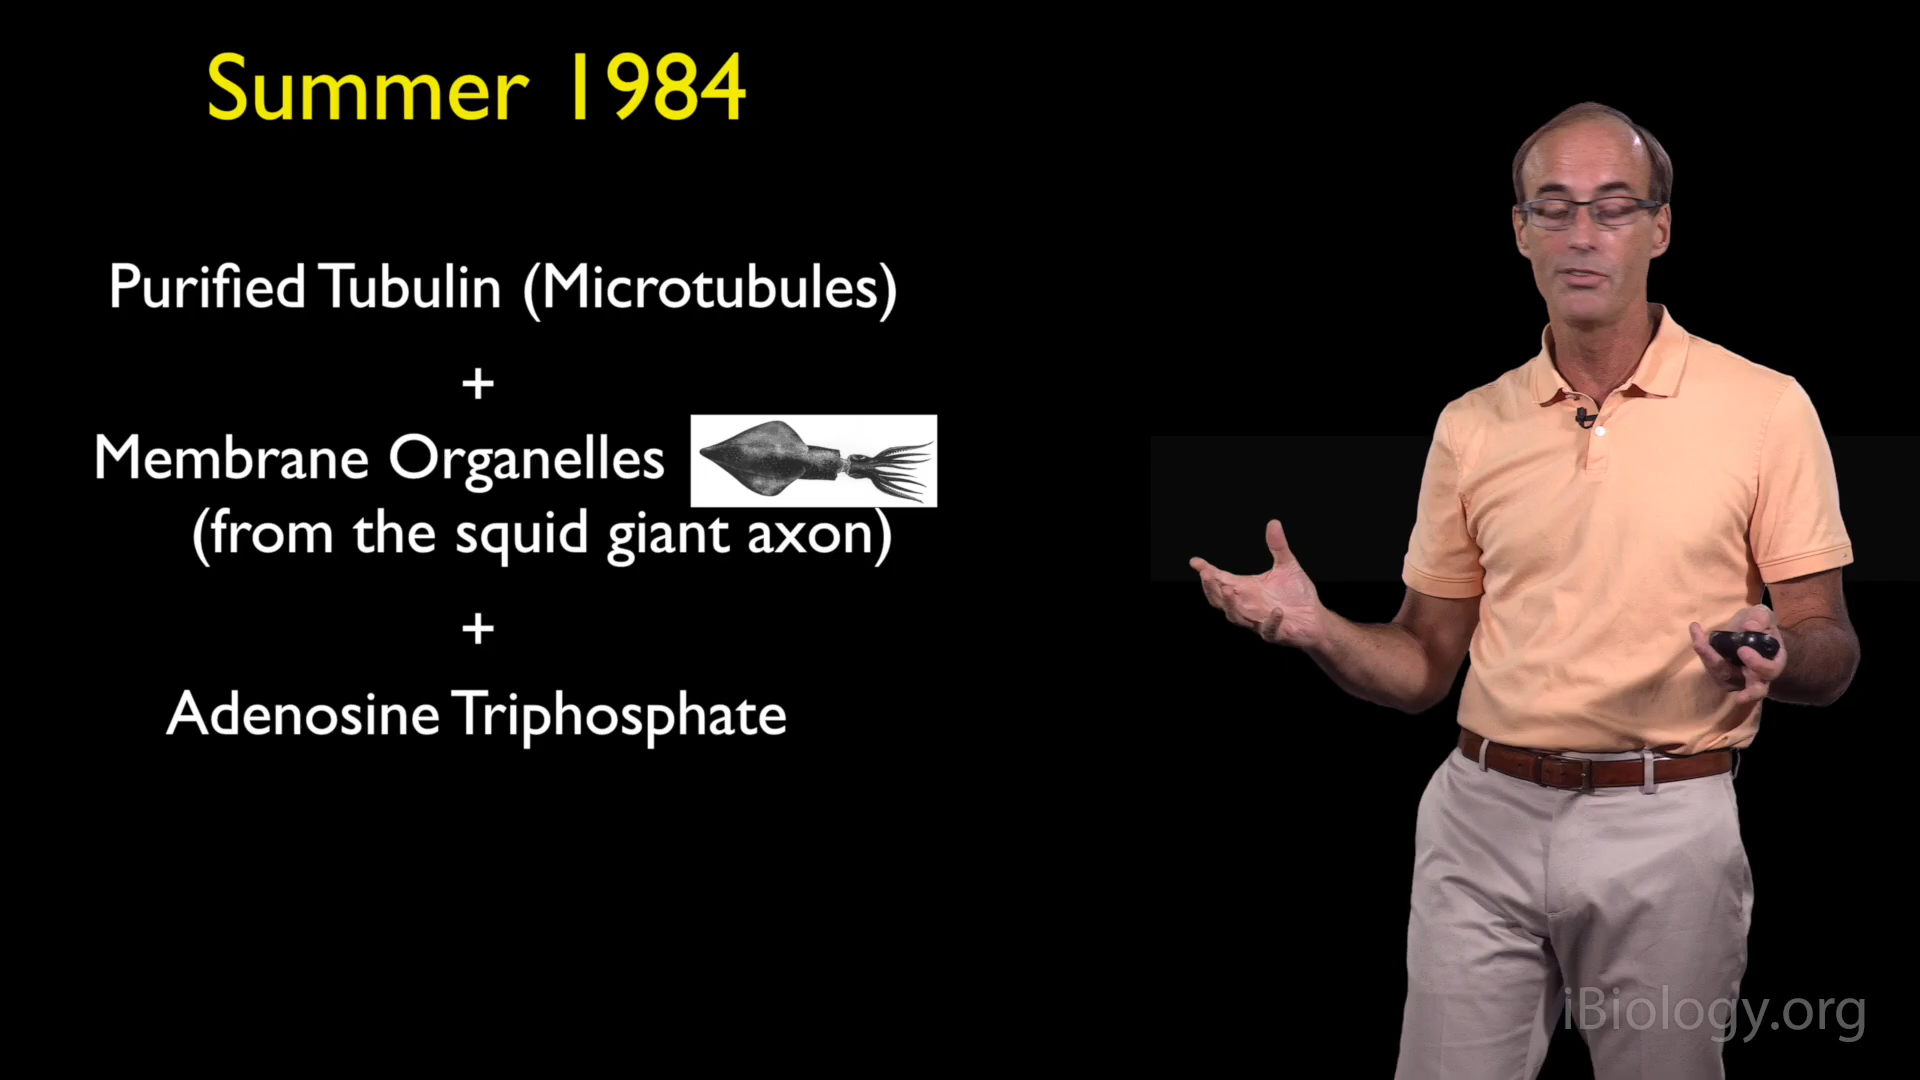 Summer 1984
Purified Tubulin (Microtubules)
+
Membrane Organelles
(from the squid giant axon)
+
Adenosine Triphosphate
iBiology.org